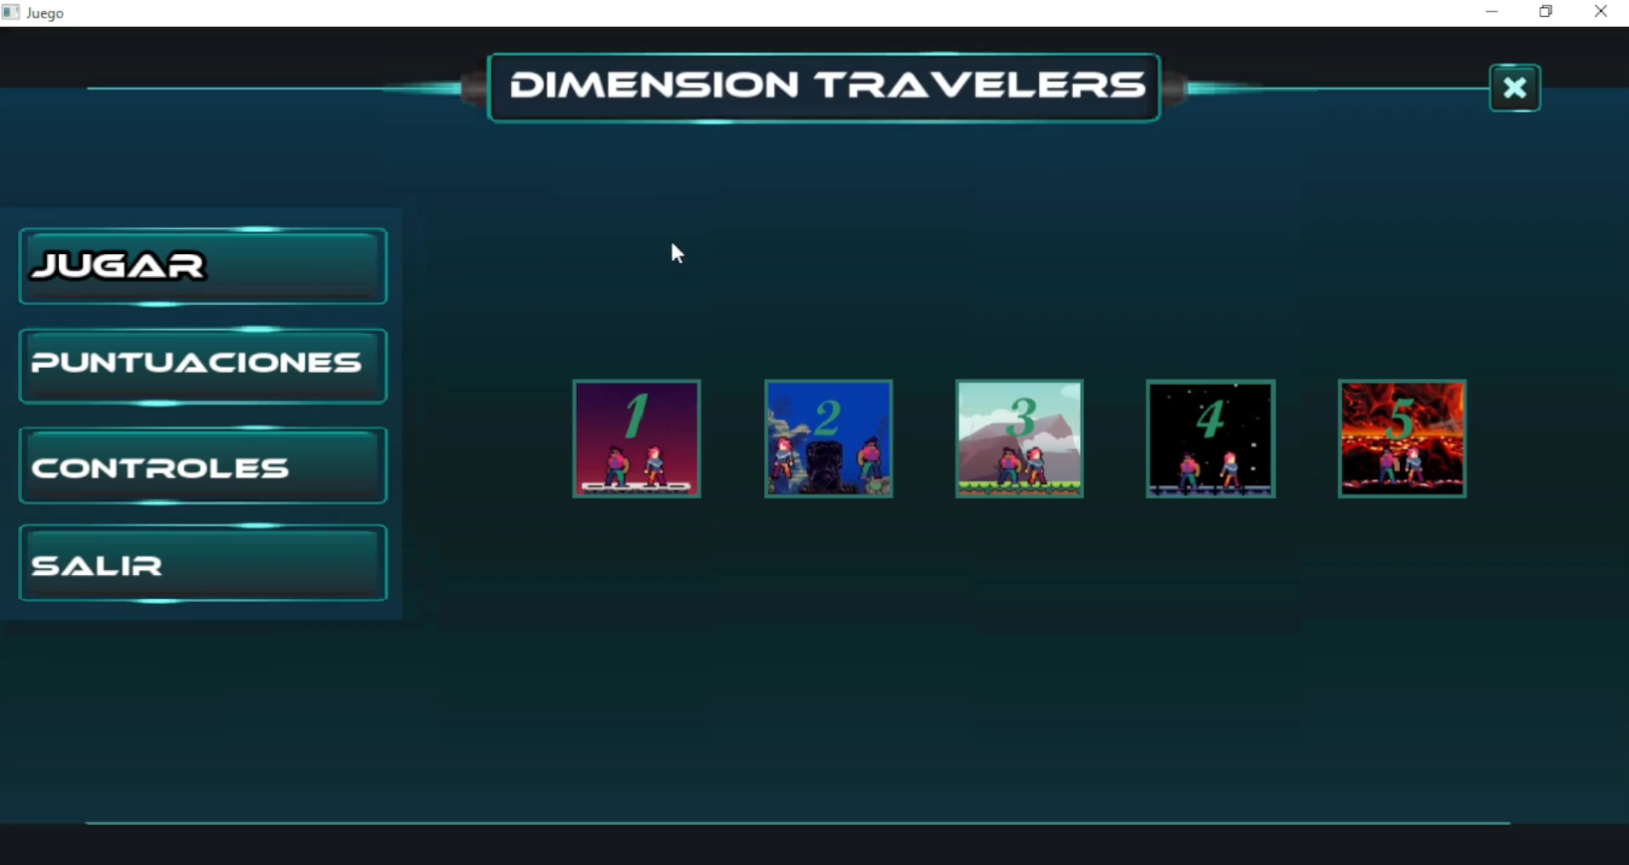 Juego
DIMENSION TRAVELERS
JUGAR
PUNTUACIONES
CONTROLES
SALIR
1 2 3 4 5